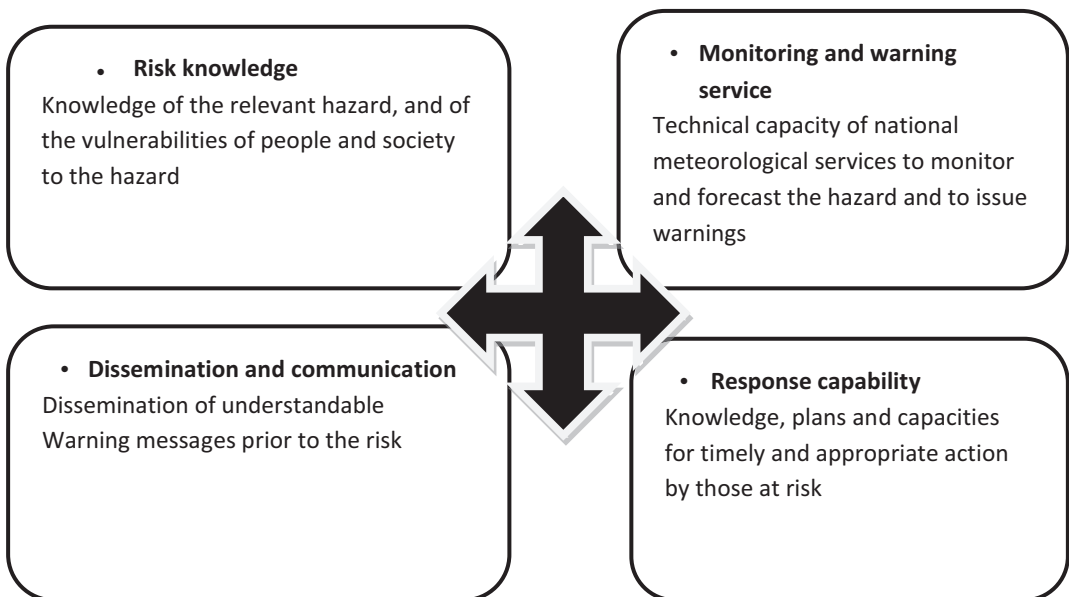 • Risk knowledge
Knowledge of the relevant hazard, and of
the vulnerabilities of people and society
to the hazard
• Monitoring and warning
service
Technical capacity of national
meteorological services to monitor
and forecast the hazard and to issue
warnings
• Dissemination and communication
Dissemination of understandable
Warning messages prior to the risk
• Response capability
Knowledge, plans and capacities
for timely and appropriate action
by those at risk